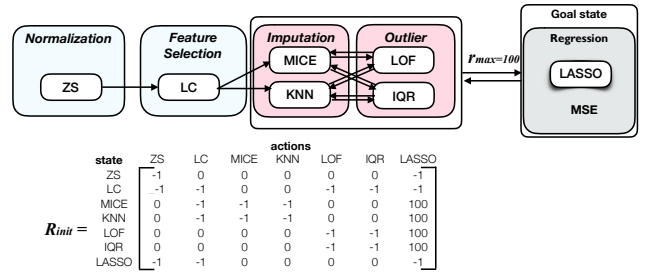 Normalization
Feature
Selection
Imputation
Outlier
Goal state
Regression
ZS
LC
MICE
KNN
LOF
IQR
rmax=100
LASSO
MSE
actions
state ZS LC MICE KNN LOF IQR LASSO
ZS -1 0 0 0 0 0 -1
LC -1 -1 0 0 -1 -1 -1
MICE 0 -1 -1 -1 0 0 100
KNN 0 -1 -1 -1 0 0 100
LOF 0 0 0 0 -1 -1 100
IQR 0 0 0 0 -1 -1 100
LASSO -1 -1 0 0 0 0 -1
Rinit =